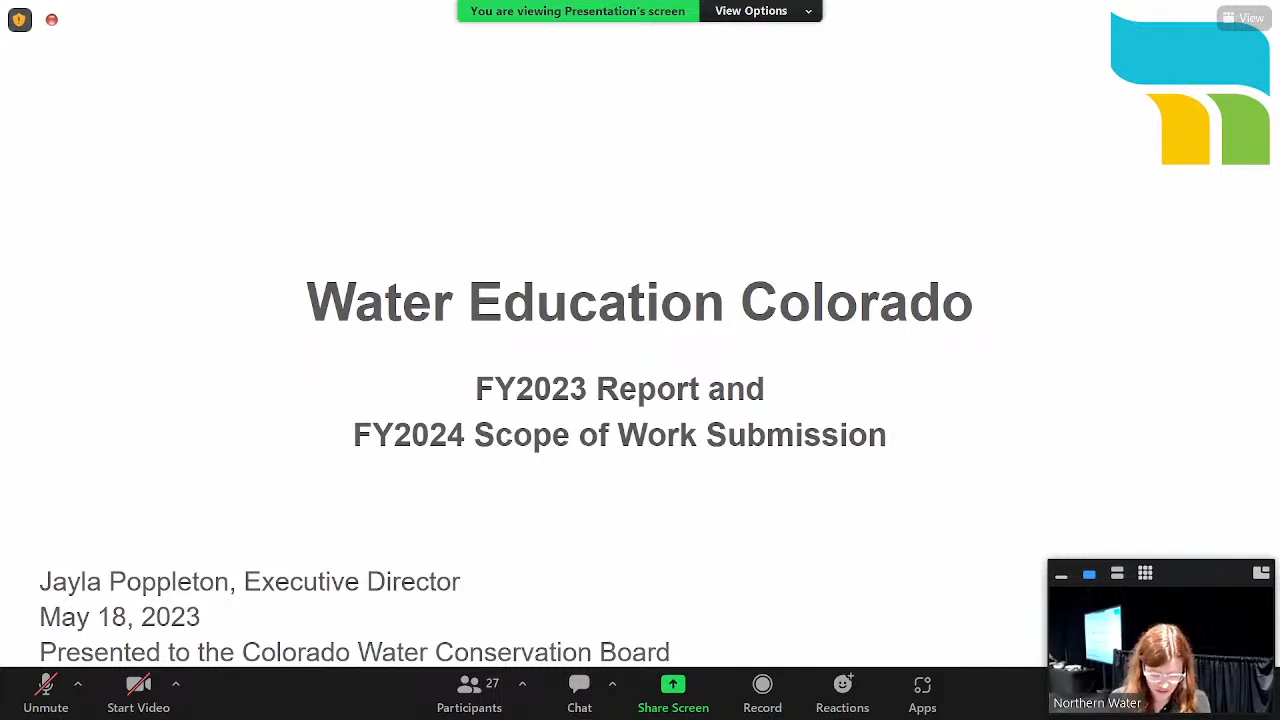 You are viewing Presentation's screen
View Options
View
Water Education Colorado
FY2023 Report and
FY2024 Scope of Work Submission
Jayla Poppleton, Executive Director
May 18, 2023
Presented to the Colorado Water Conservation Board
Northern Water
27
Unmute
Start Video
Participants
Chat
Share Screen
Record
Reactions
Apps